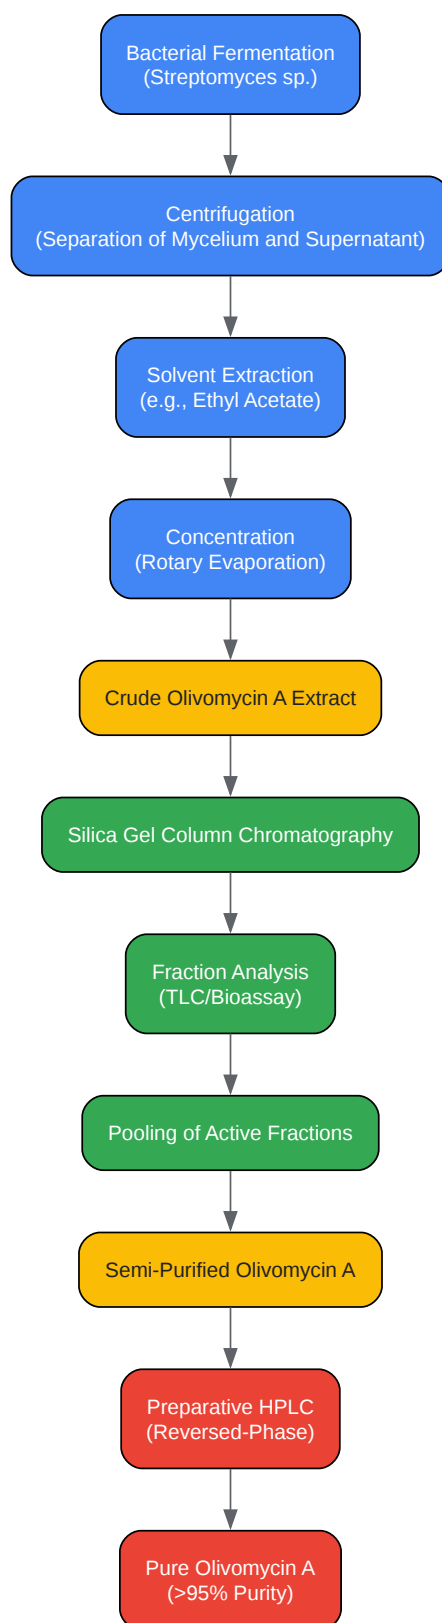 Bacterial Fermentation
(Streptomyces sp.)
Centrifugation
(Separation of Mycelium and Supernatant)
Solvent Extraction
(e.g., Ethyl Acetate)
Concentration
(Rotary Evaporation)
Crude Olivomycin A Extract
Silica Gel Column Chromatography
Fraction Analysis
(TLC/Bioassay)
Pooling of Active Fractions
Semi-Purified Olivomycin A
Preparative HPLC
(Reversed-Phase)
Pure Olivomycin A
(>95% Purity)